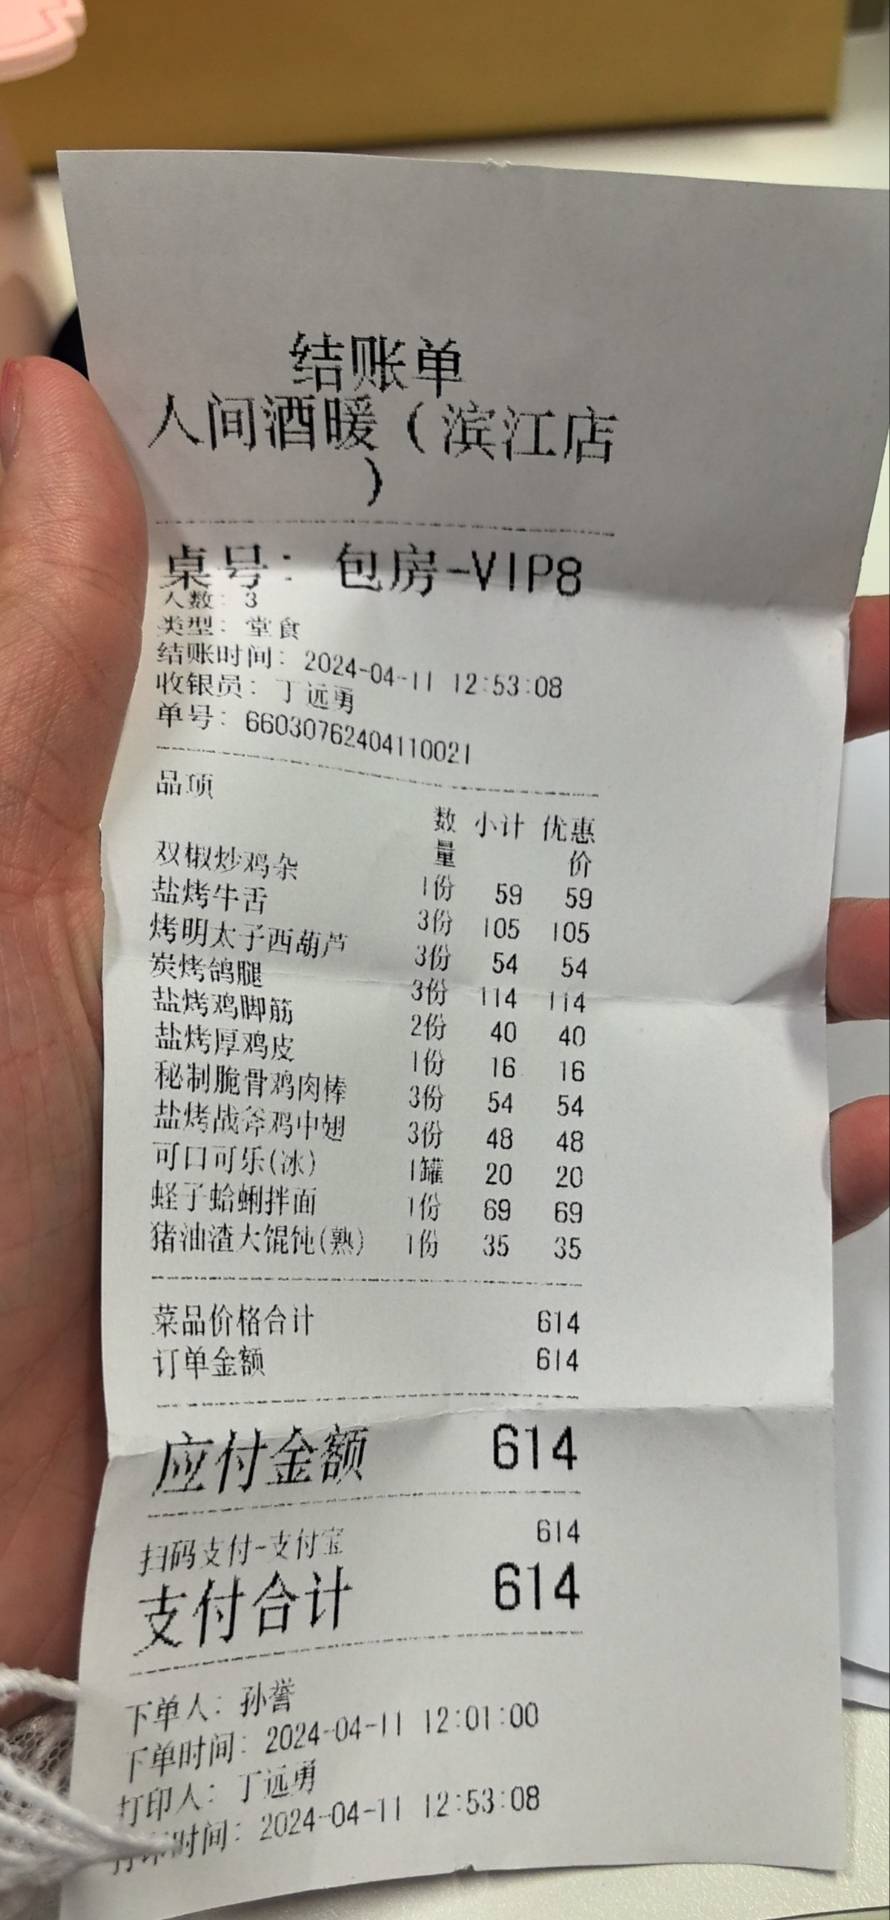 结账单
人间酒暖（滨江店
）
桌号：包房-VIP8
人数：3
类型：堂食
结账时间：2024-04-11 12:53:08
收银员：丁远勇
单号：66030762404110021
品项 数量 小计 优惠价
双椒炒鸡杂 1份 59 59
盐烤牛舌 3份 105 105
烤明太子西葫芦 3份 54 54
炭烤鸽腿 3份 114 114
盐烤鸡脚筋 2份 40 40
盐烤厚鸡皮 1份 16 16
秘制脆骨鸡肉棒 3份 54 54
盐烤战斧鸡中翅 3份 48 48
可口可乐(冰) 1罐 20 20
蛏子蛤蜊拌面 1份 69 69
猪油渣大馄饨(熟) 1份 35 35
菜品价格合计 614
订单金额 614
应付金额 614
扫码支付-支付宝 614
支付合计 614
下单人：孙誉
下单时间：2024-04-11 12:01:00
打印人：丁远勇
打印时间：2024-04-11 12:53:08